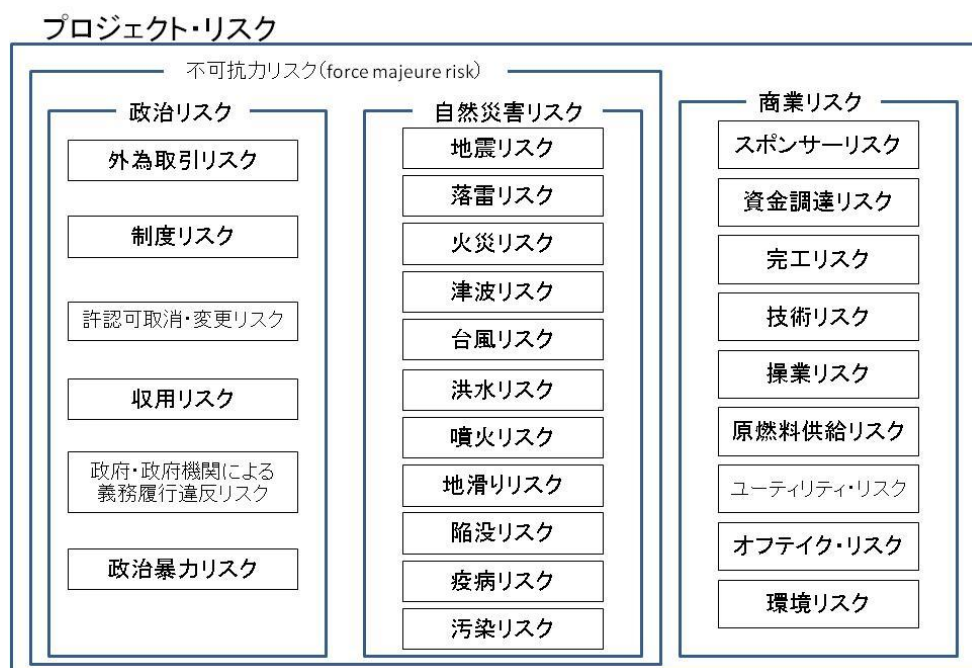 プロジェクト・リスク
不可抗力リスク(force majeure risk)
政治リスク
外為取引リスク
制度リスク
許認可取消・変更リスク
収用リスク
政府・政府機関による
義務履行違反リスク
政治暴力リスク
自然災害リスク
地震リスク
落雷リスク
火災リスク
津波リスク
台風リスク
洪水リスク
噴火リスク
地滑りリスク
陥没リスク
疫病リスク
汚染リスク
商業リスク
スポンサーリスク
資金調達リスク
完工リスク
技術リスク
操業リスク
原燃料供給リスク
ユーティリティ・リスク
オフテイク・リスク
環境リスク